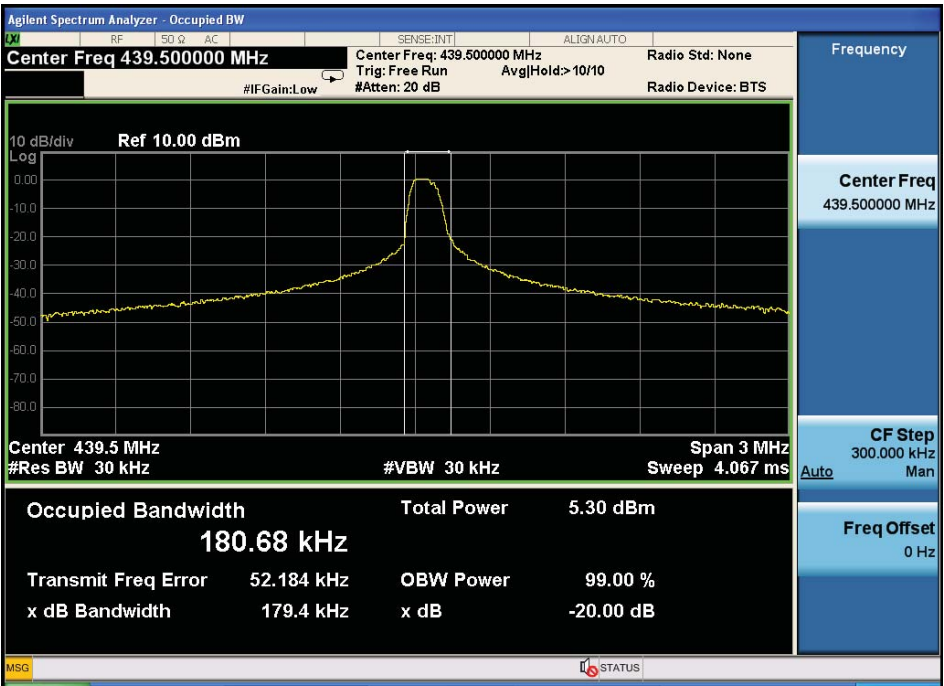 Agilent Spectrum Analyzer - Occupied BW
LXI RF 50 Ω AC SENSE:INT ALIGN AUTO
Center Freq 439.500000 MHz
Center Freq: 439.500000 MHz
Radio Std: None
Trig: Free Run Avg|Hold:> 10/10
#IFGain:Low
#Atten: 20 dB
Radio Device: BTS
10 dB/div Ref 10.00 dBm
Log
0.00
-10.0
-20.0
-30.0
-40.0
-50.0
-60.0
-70.0
-80.0
Center 439.5 MHz Span 3 MHz
#Res BW 30 kHz #VBW 30 kHz Sweep 4.067 ms
Occupied Bandwidth Total Power 5.30 dBm
180.68 kHz
Transmit Freq Error 52.184 kHz OBW Power 99.00 %
x dB Bandwidth 179.4 kHz x dB -20.00 dB
MSG STATUS
Frequency
Center Freq
439.500000 MHz
CF Step
300.000 kHz
Auto Man
Freq Offset
0 Hz